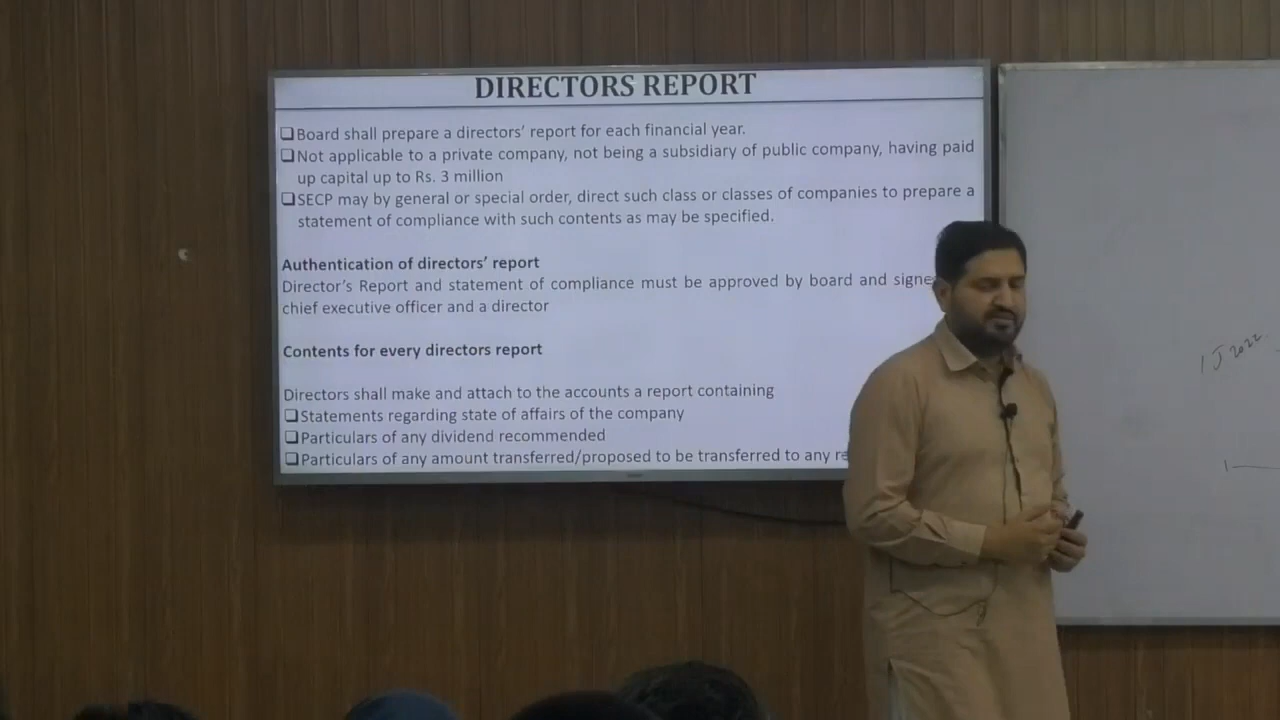 DIRECTORS REPORT
❑Board shall prepare a directors' report for each financial year.
❑Not applicable to a private company, not being a subsidiary of public company, having paid
up capital up to Rs. 3 million
❑SECP may by general or special order, direct such class or classes of companies to prepare a
statement of compliance with such contents as may be specified.
Authentication of directors' report
Director's Report and statement of compliance must be approved by board and
chief executive officer and a director
Contents for every directors report
Directors shall make and attach to the accounts a report containing
❑Statements regarding state of affairs of the company
❑Particulars of any dividend recommended
❑Particulars of any amount transferred/proposed to be transferred to any
1 J 2022